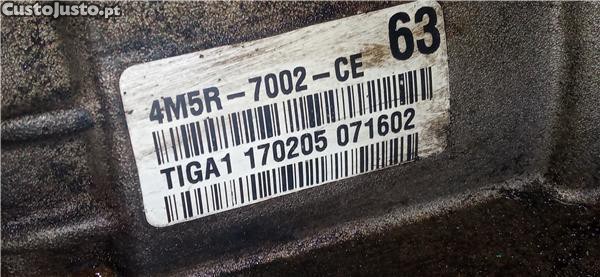 CustoJusto.pt
63
4M5R-7002-CE
TIGA1 170205 071602